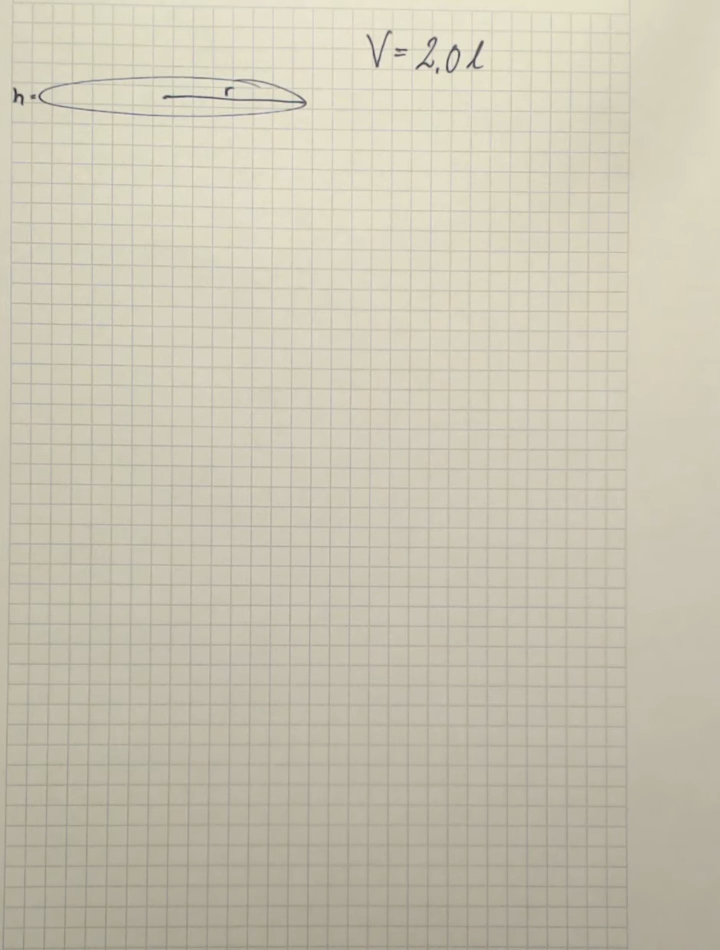 V = 2,0 l
h =
r